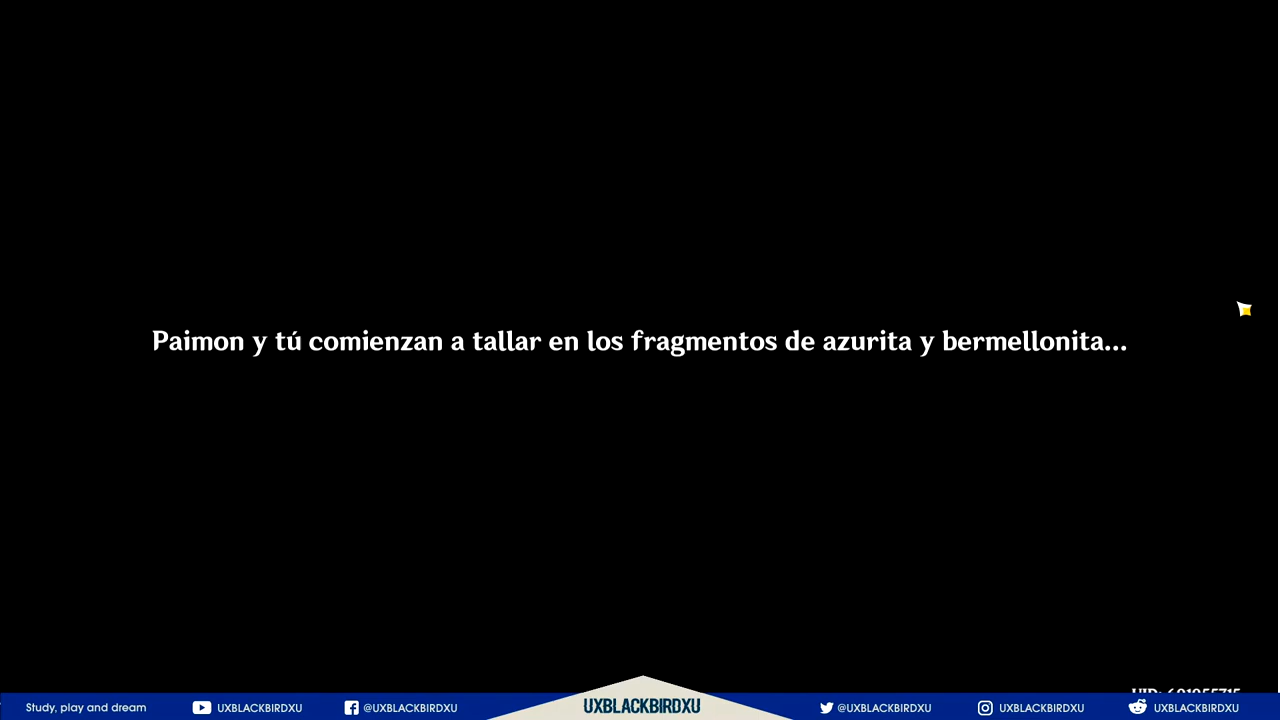 Paimon y tú comienzan a tallar en los fragmentos de azurita y bermellonita...
Study, play and dream UXBLACKBIRDXU @UXBLACKBIRDXU UXBLACKBIRDXU @UXBLACKBIRDXU UXBLACKBIRDXU UXBLACKBIRDXU